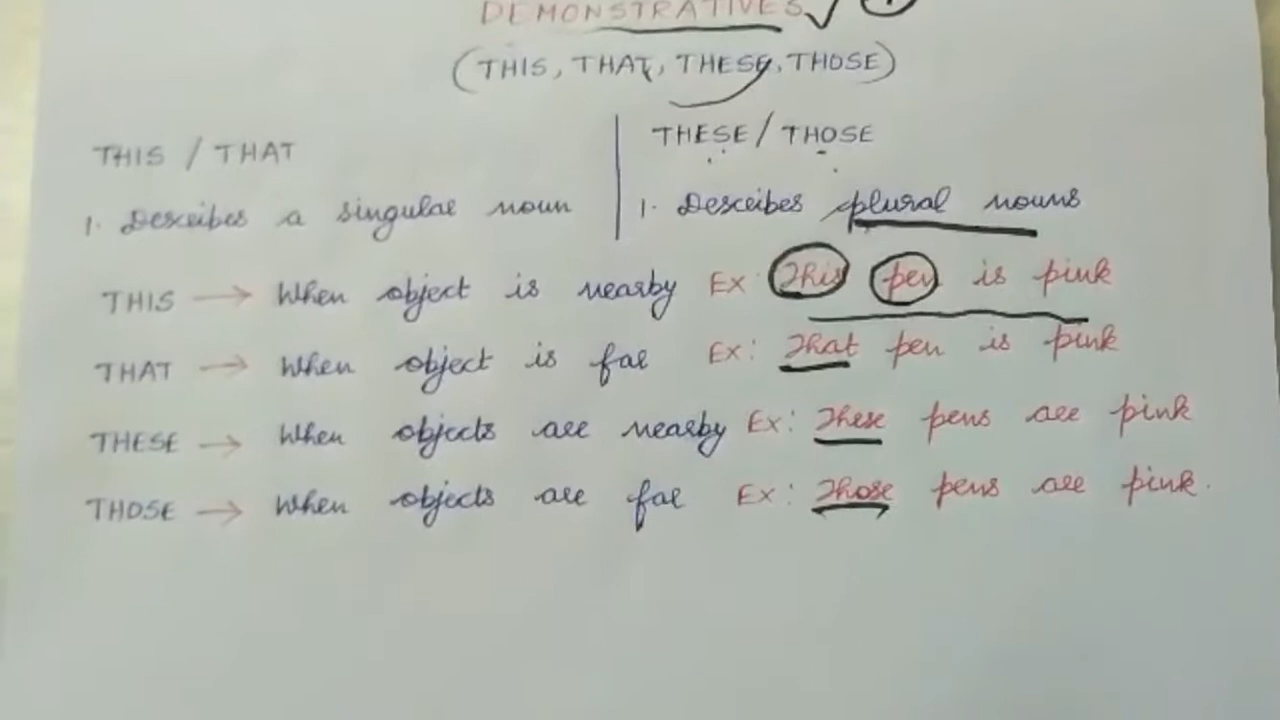 DEMONSTRATIVES
(THIS, THAT, THESE, THOSE)
THIS / THAT
1. Describes a singular noun
THESE / THOSE
1. Describes plural nouns
THIS → When object is nearby Ex: This pen is pink
THAT → When object is far Ex: That pen is pink
THESE → When objects are nearby Ex: These pens are pink
THOSE → When objects are far Ex: Those pens are pink.